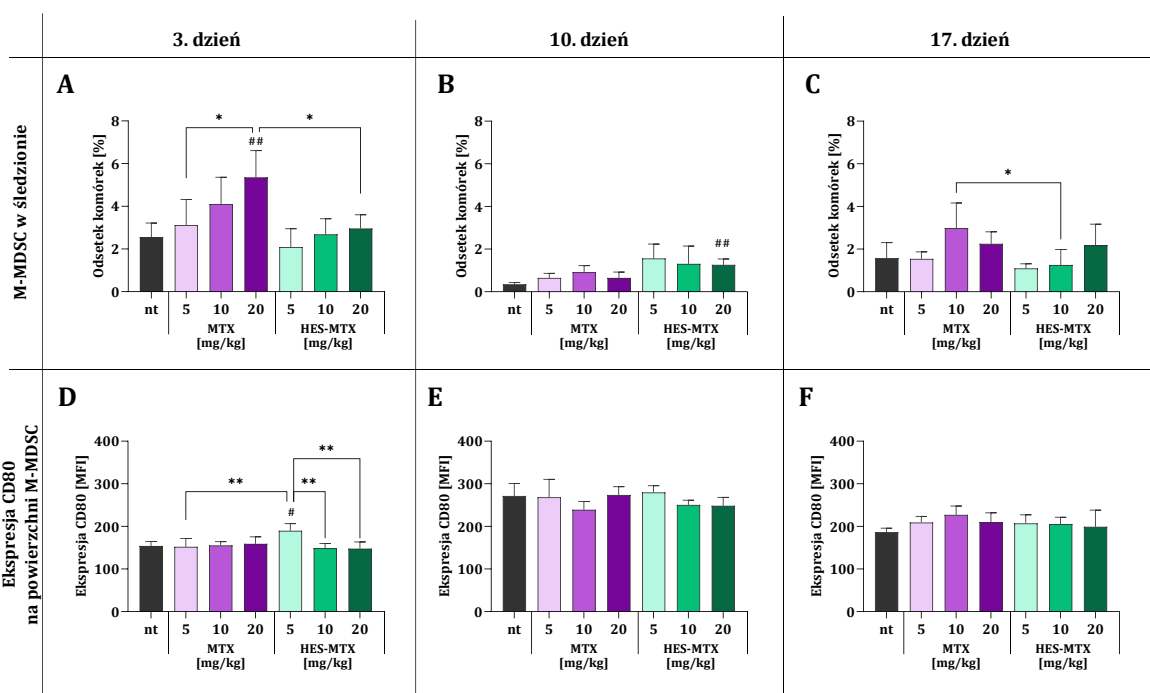 3. dzień
10. dzień
17. dzień
M-MDSC w śledzionie
A
Odsetek komórek [%]
8
6
4
2
0
*
*
##
nt 5 10 20 5 10 20
MTX HES-MTX
[mg/kg] [mg/kg]
B
Odsetek komórek [%]
8
6
4
2
0
##
nt 5 10 20 5 10 20
MTX HES-MTX
[mg/kg] [mg/kg]
C
Odsetek komórek [%]
8
6
4
2
0
*
nt 5 10 20 5 10 20
MTX HES-MTX
[mg/kg] [mg/kg]
Ekspresja CD80
na powierzchni M-MDSC
D
Ekspresja CD80 [MFI]
400
300
200
100
0
**
**
**
#
nt 5 10 20 5 10 20
MTX HES-MTX
[mg/kg] [mg/kg]
E
Ekspresja CD80 [MFI]
400
300
200
100
0
nt 5 10 20 5 10 20
MTX HES-MTX
[mg/kg] [mg/kg]
F
Ekspresja CD80 [MFI]
400
300
200
100
0
nt 5 10 20 5 10 20
MTX HES-MTX
[mg/kg] [mg/kg]